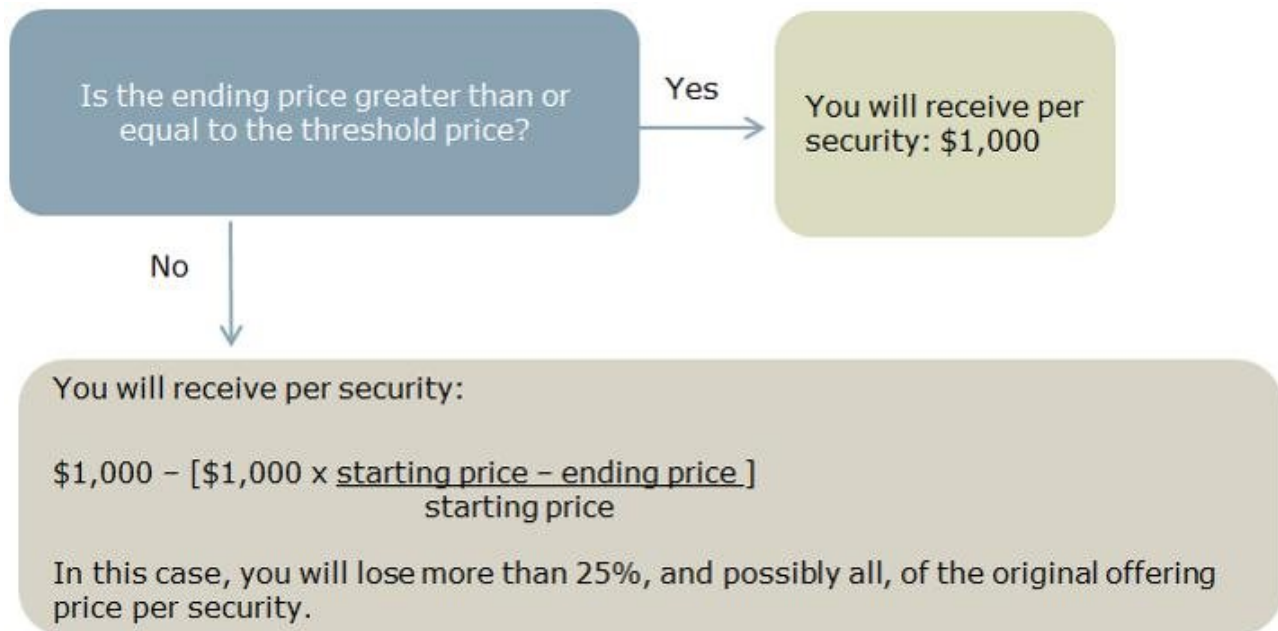 Is the ending price greater than or
equal to the threshold price?
Yes
You will receive per
security: $1,000
No
You will receive per security:
$1,000 – [$1,000 x starting price – ending price ]
starting price
In this case, you will lose more than 25%, and possibly all, of the original offering
price per security.